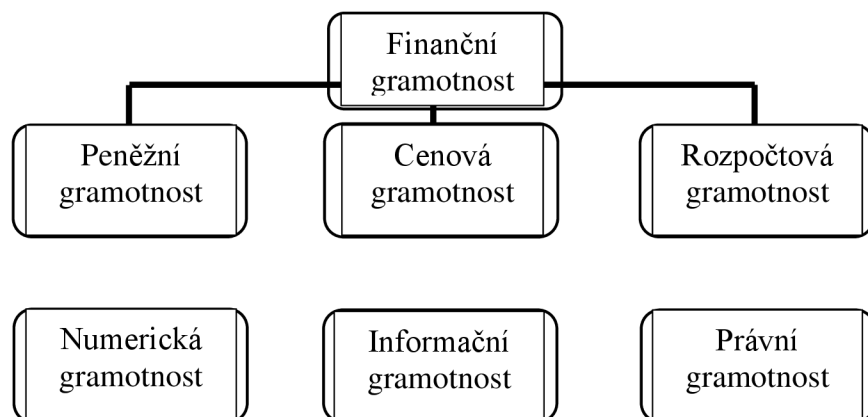 Finanční
gramotnost
Peněžní
gramotnost
Cenová
gramotnost
Rozpočtová
gramotnost
Numerická
gramotnost
Informační
gramotnost
Právní
gramotnost